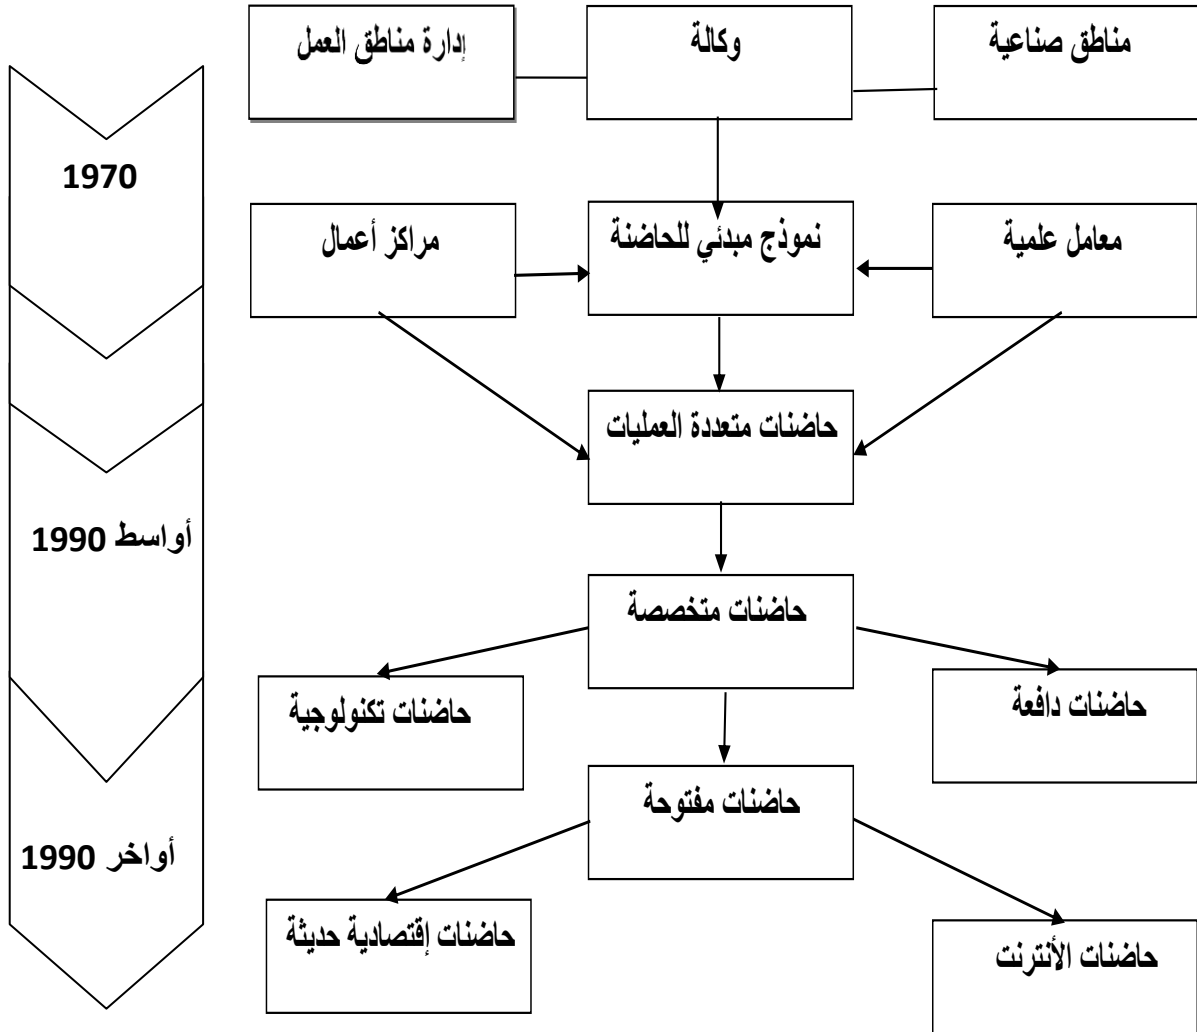 مناطق صناعية
وكالة
إدارة مناطق العمل
1970
معامل علمية
نموذج مبدئي للحاضنة
مراكز أعمال
حاضنات متعددة العمليات
أواسط 1990
حاضنات متخصصة
حاضنات دافعة
حاضنات تكنولوجية
حاضنات مفتوحة
أواخر 1990
حاضنات الأنترنت
حاضنات إقتصادية حديثة